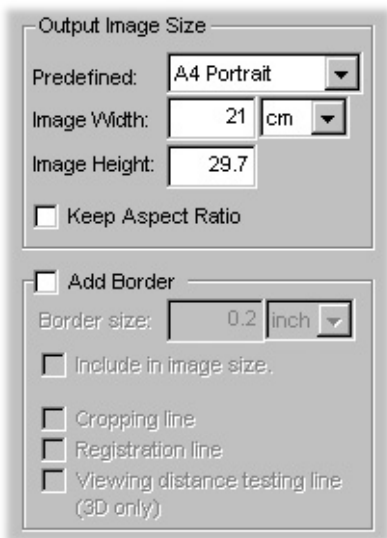 Output Image Size
Predefined: A4 Portrait
Image Width: 21 cm
Image Height: 29.7
Keep Aspect Ratio
Add Border
Border size: 0.2 inch
Include in image size.
Cropping line
Registration line
Viewing distance testing line
(3D only)